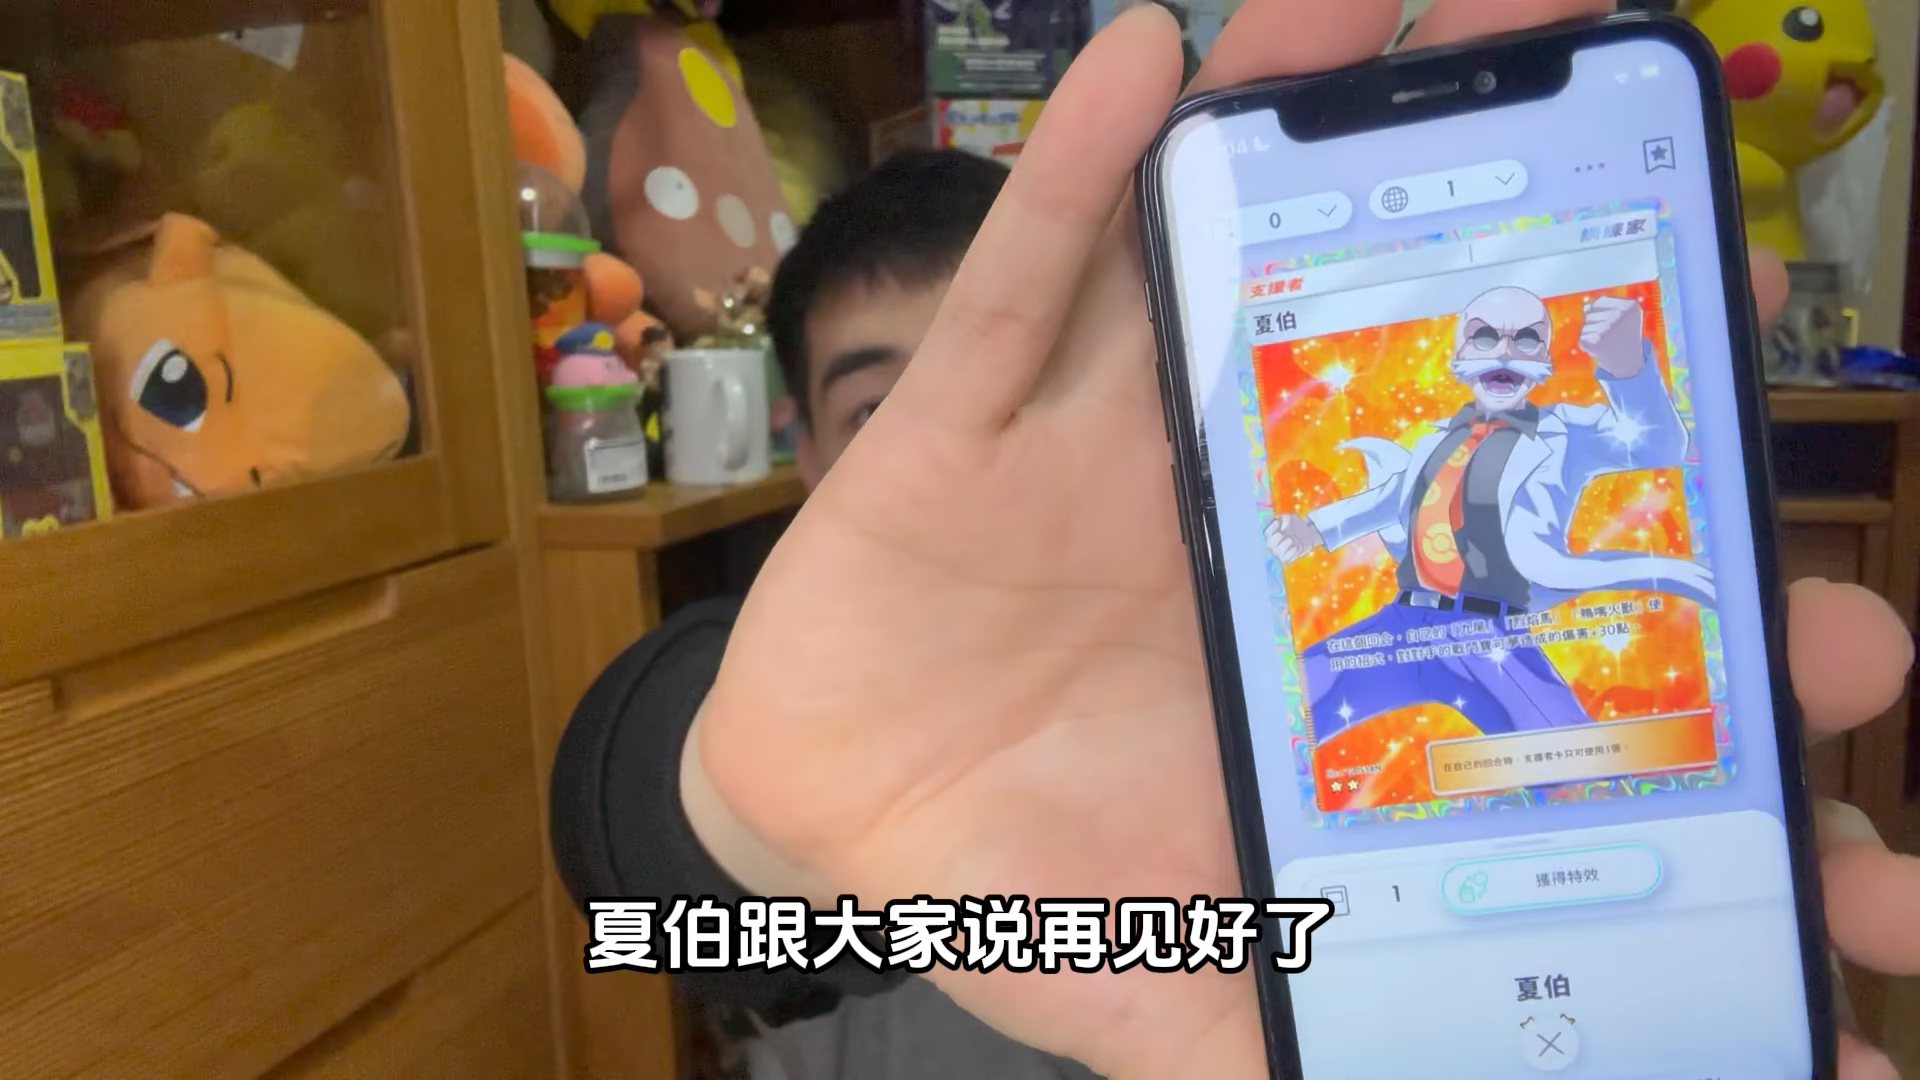 04
0
1
訓練家
支援者
夏伯
在這個回合,自己的「九尾」「烈焰馬」「鴨嘴火獸」使
用的招式,對對手的戰鬥寶可夢造成的傷害+30點。
在自己的回合時,支援者卡只可使用1張。
1
獲得特效
夏伯跟大家说再见好了
夏伯